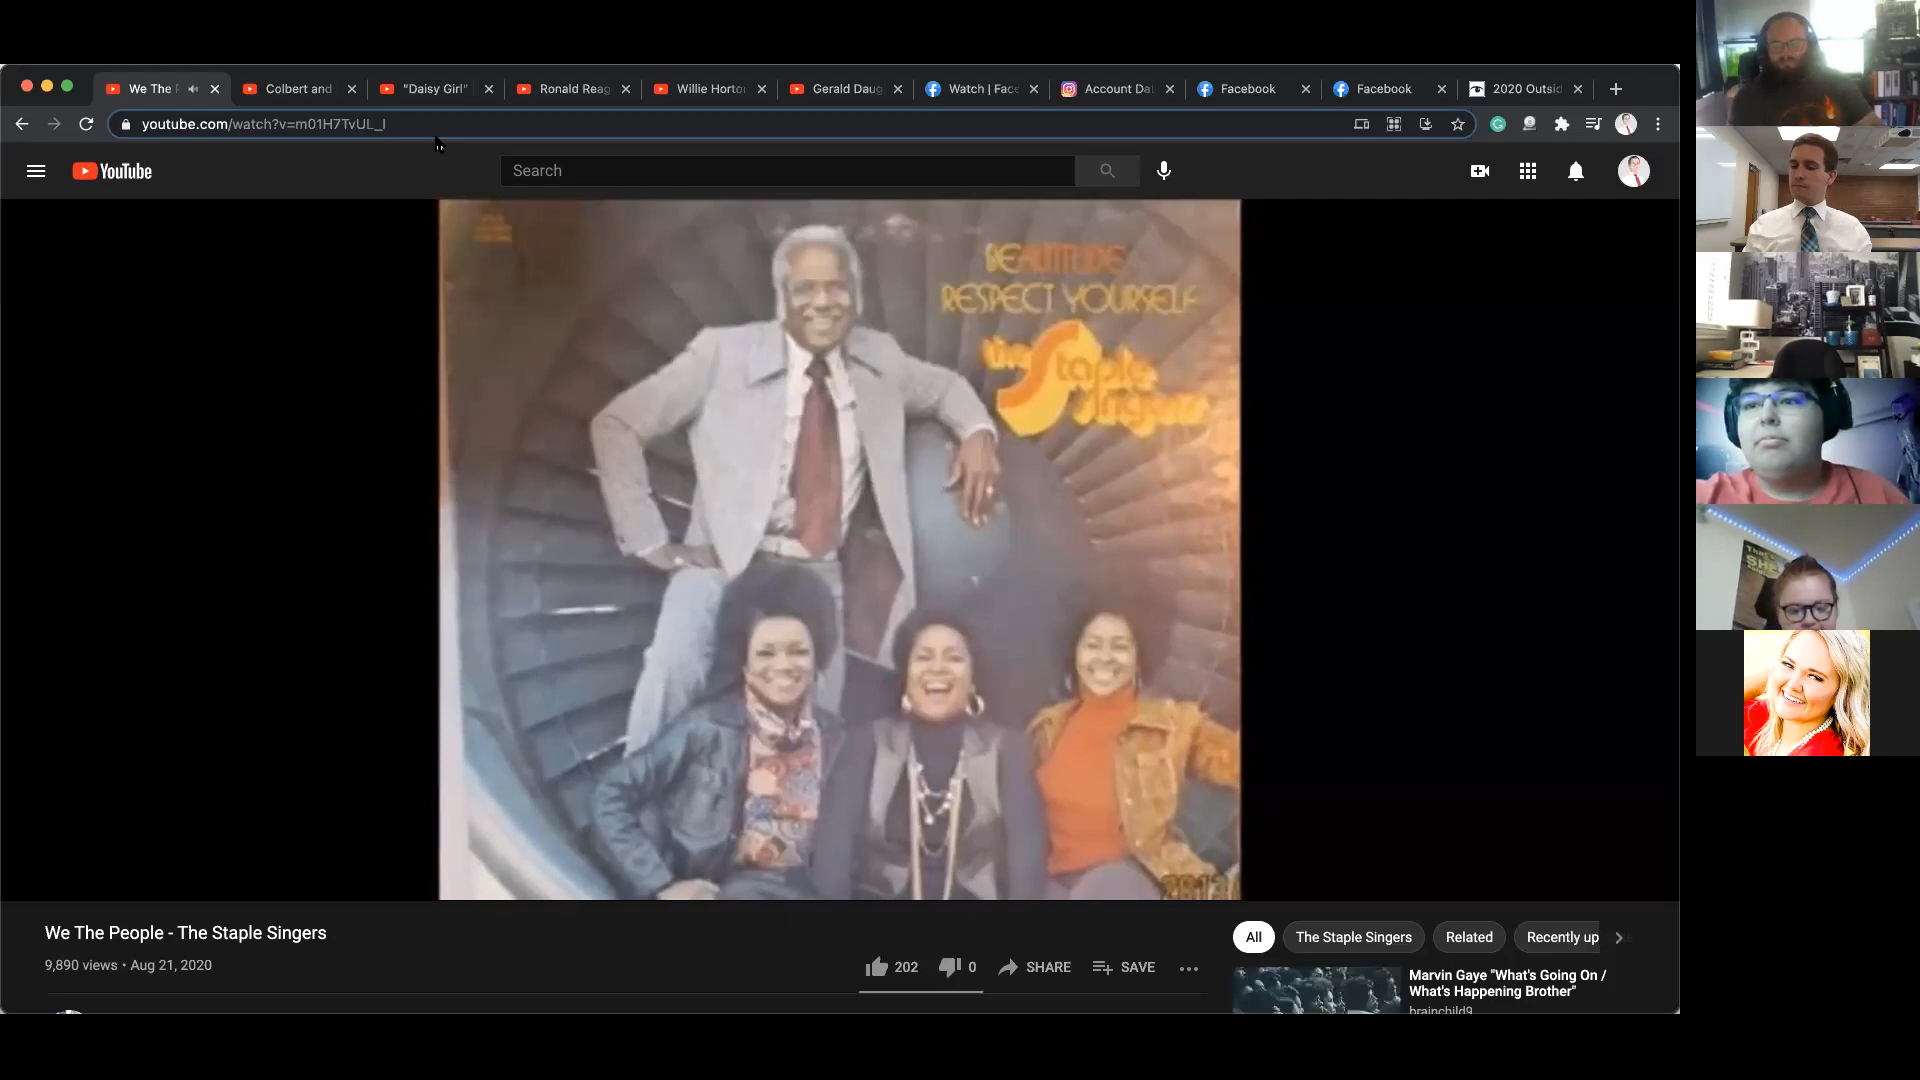 We The
Colbert and
"Daisy Girl"
Ronald Reag
Willie Horto
Gerald Daug
Watch | Face
Account Da
Facebook
Facebook
2020 Outsid
youtube.com/watch?v=m01H7TvUL_I
YouTube
Search
BEALTITUDE
RESPECT YOURSELF
the Staple Singers
We The People - The Staple Singers
9,890 views • Aug 21, 2020
202
0
SHARE
SAVE
All
The Staple Singers
Related
Recently up
Marvin Gaye "What's Going On /
What's Happening Brother"
brainchild9
That's
SHE